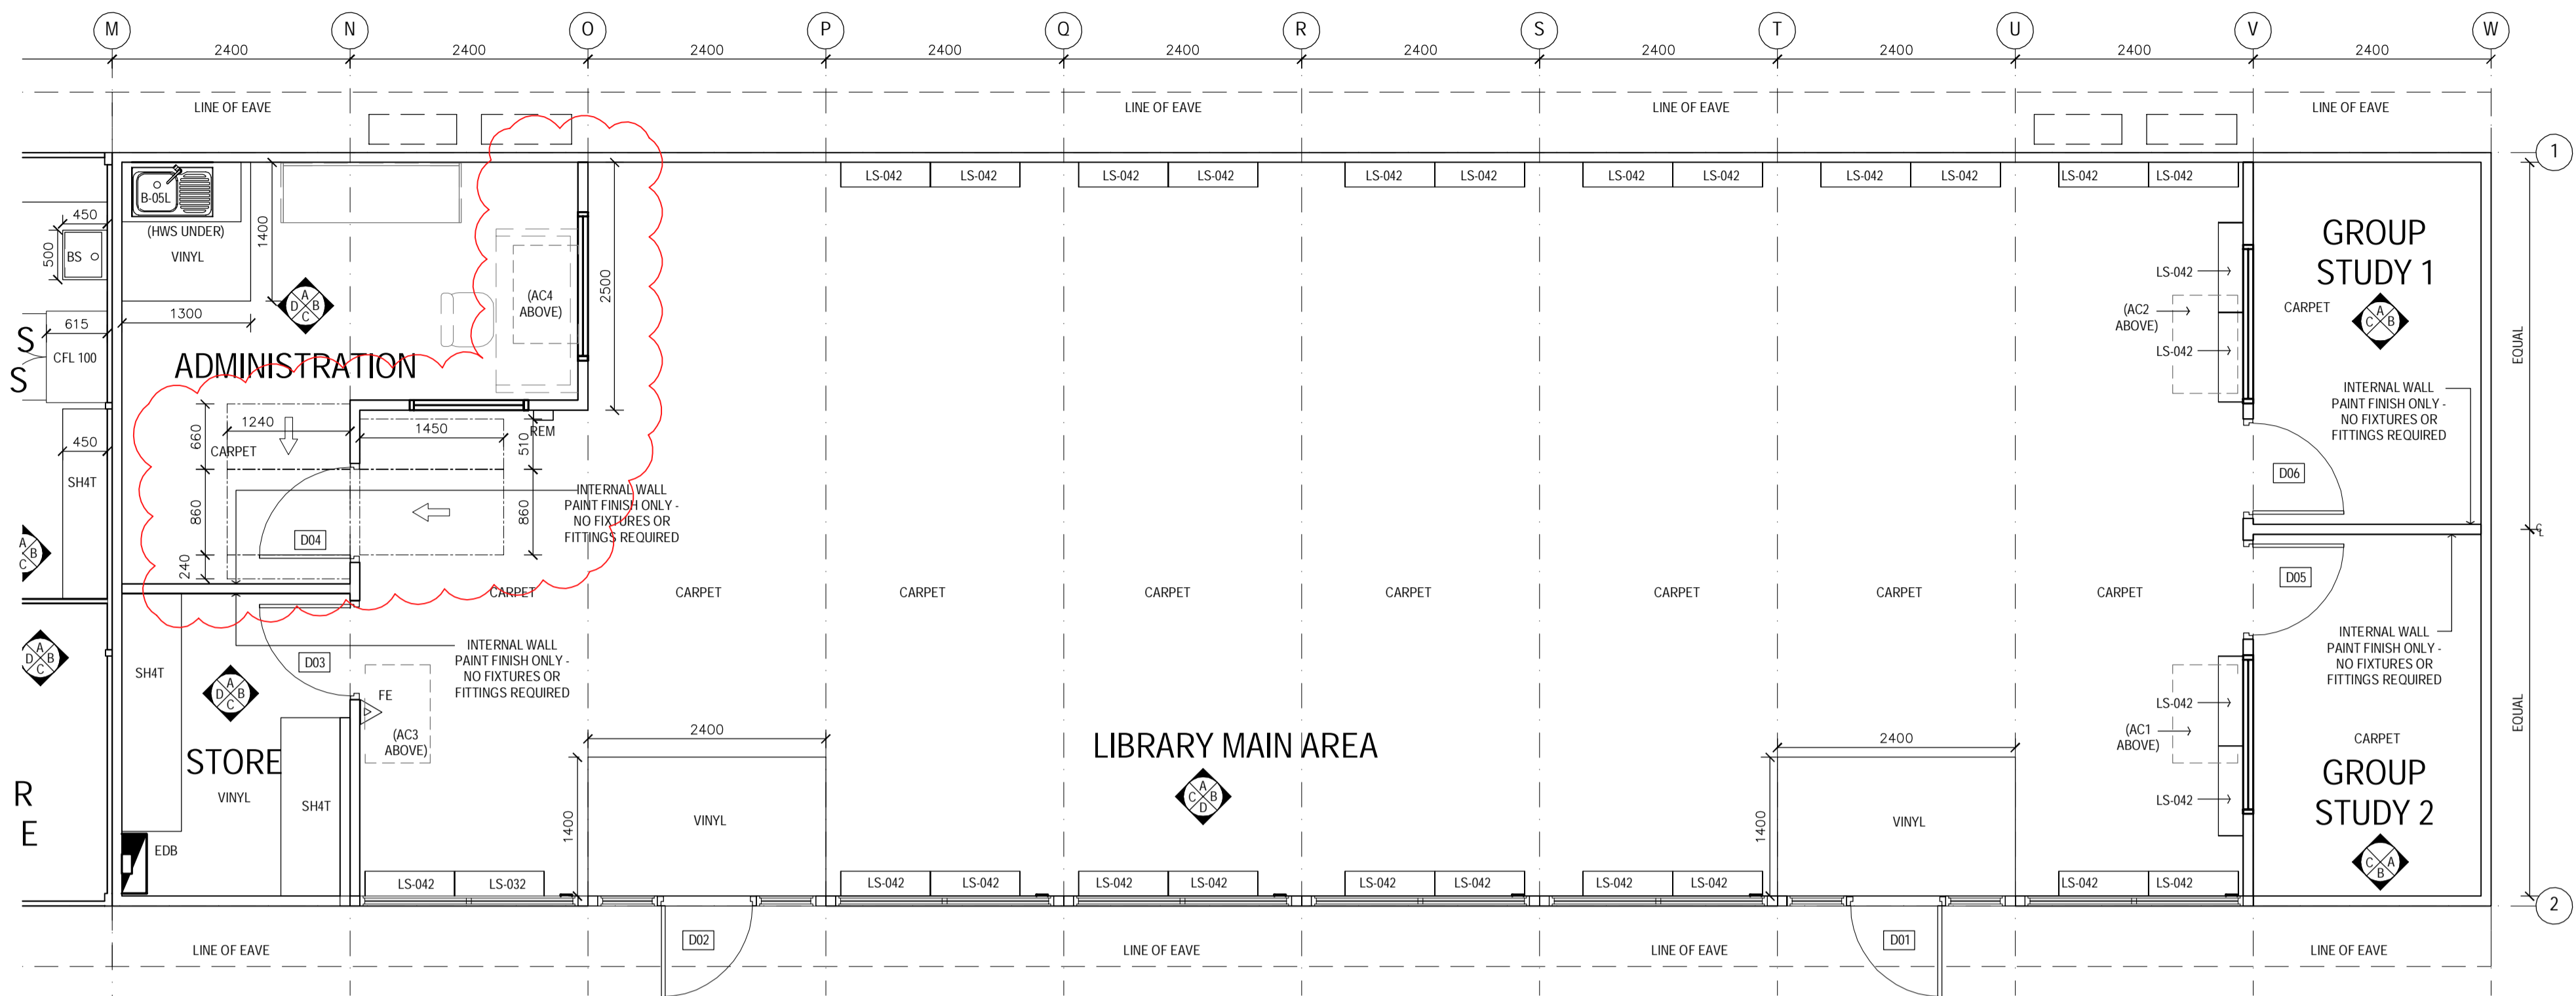 M N O P Q R S T U V W
2400 2400 2400 2400 2400 2400 2400 2400 2400 2400
LINE OF EAVE LINE OF EAVE LINE OF EAVE LINE OF EAVE
1
LS-042 LS-042 LS-042 LS-042 LS-042 LS-042 LS-042 LS-042 LS-042 LS-042 LS-042 LS-042
B-05L
(HWS UNDER)
VINYL
1400
1300
450
500
BS
615
CFL 100
S
S
450
SH4T
A
B
C
D
A
B
C
ADMINISTRATION
(AC4
ABOVE)
2500
1240
660
CARPET
860
240
D04
1450
REM
510
860
INTERNAL WALL
PAINT FINISH ONLY -
NO FIXTURES OR
FITTINGS REQUIRED
GROUP
STUDY 1
CARPET
A
C B
LS-042
(AC2
ABOVE)
LS-042
INTERNAL WALL
PAINT FINISH ONLY -
NO FIXTURES OR
FITTINGS REQUIRED
D06
EQUAL
CL
CARPET CARPET CARPET CARPET CARPET CARPET CARPET CARPET
D05
INTERNAL WALL
PAINT FINISH ONLY -
NO FIXTURES OR
FITTINGS REQUIRED
A
D B
C
R
E
SH4T
A
D B
C
STORE
VINYL
SH4T
EDB
D03
FE
(AC3
ABOVE)
INTERNAL WALL
PAINT FINISH ONLY -
NO FIXTURES OR
FITTINGS REQUIRED
2400
1400
VINYL
LIBRARY MAIN AREA
A
C B
D
2400
1400
VINYL
LS-042
(AC1
ABOVE)
LS-042
CARPET
GROUP
STUDY 2
C A
B
EQUAL
LS-042 LS-032 LS-042 LS-042 LS-042 LS-042 LS-042 LS-042 LS-042 LS-042 LS-042 LS-042
2
D02 D01
LINE OF EAVE LINE OF EAVE LINE OF EAVE LINE OF EAVE